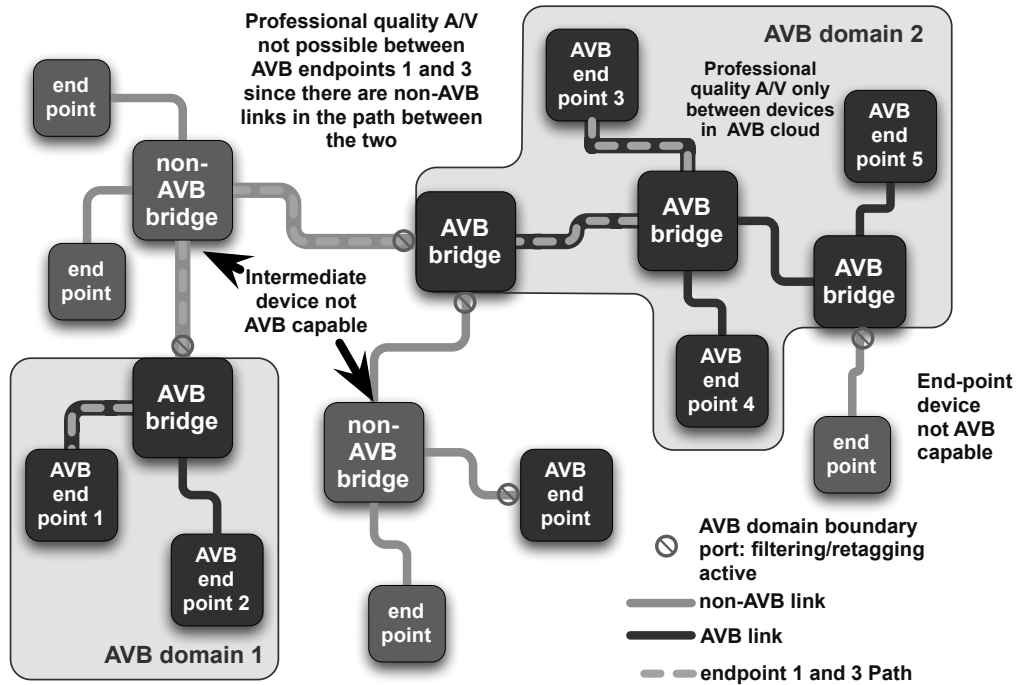 Professional quality A/V
not possible between
AVB endpoints 1 and 3
since there are non-AVB
links in the path between
the two
AVB domain 2
AVB
end
point 3
Professional
quality A/V only
between devices
in AVB cloud
AVB
end
point 5
end
point
non-
AVB
bridge
end
point
AVB
bridge
AVB
bridge
AVB
bridge
Intermediate
device not
AVB capable
AVB
end
point 4
AVB
bridge
End-point
device
not AVB
capable
end
point
non-
AVB
bridge
AVB
end
point 1
AVB
end
point
AVB
end
point 2
end
point
AVB domain 1
AVB domain boundary
port: filtering/retagging
active
non-AVB link
AVB link
endpoint 1 and 3 Path